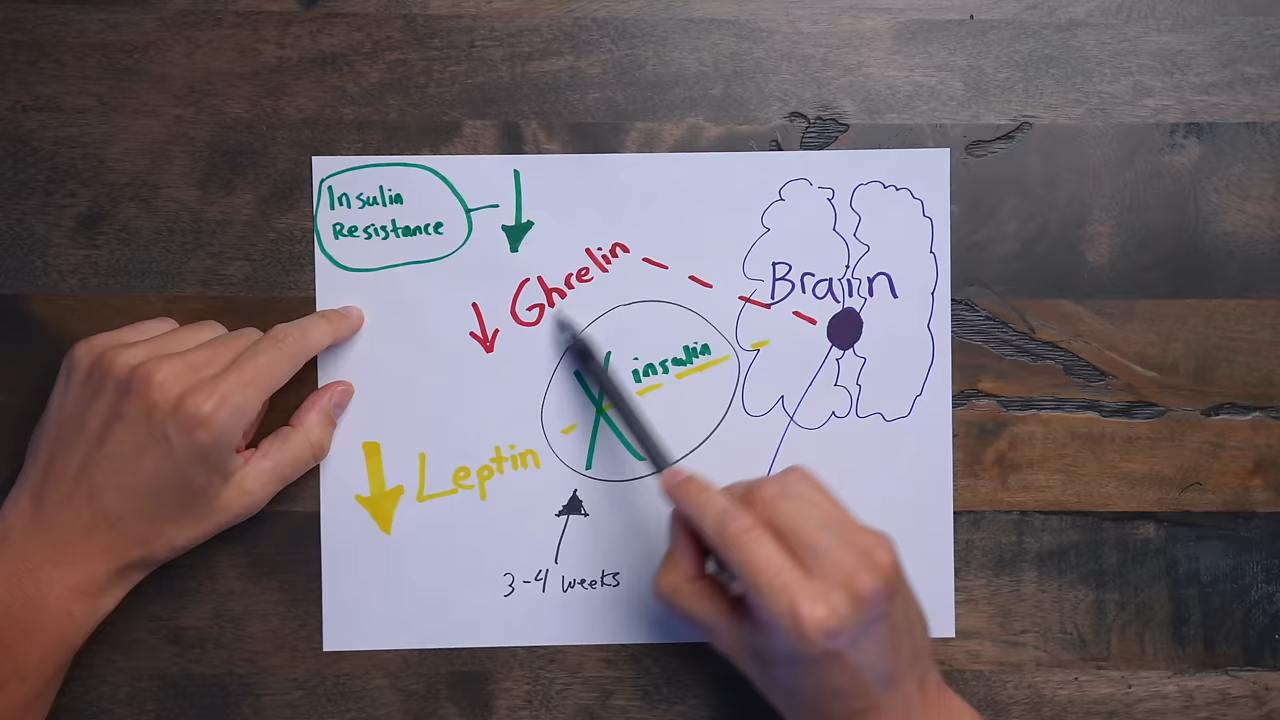 Insulin
Resistance
Ghrelin
Brain
insulin
Leptin
3-4 weeks